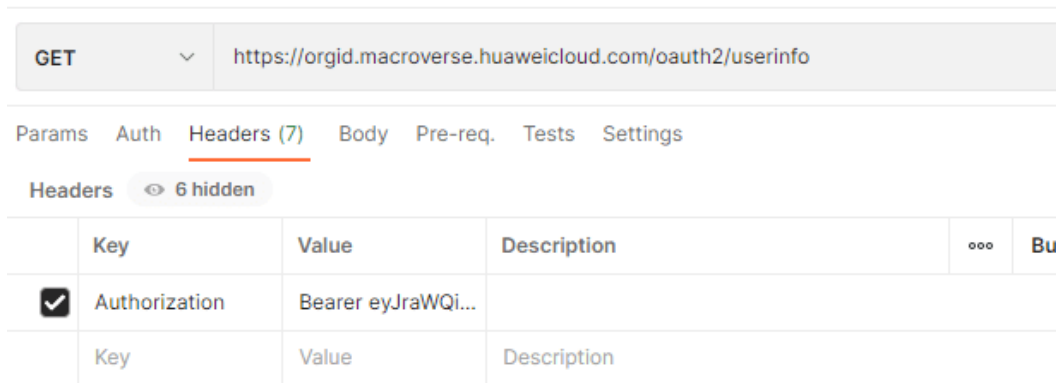 GET https://orgid.macroverse.huaweicloud.com/oauth2/userinfo
Params Auth Headers (7) Body Pre-req. Tests Settings
Headers 6 hidden
Key Value Description ooo Bu
Authorization Bearer eyJraWQi...
Key Value Description